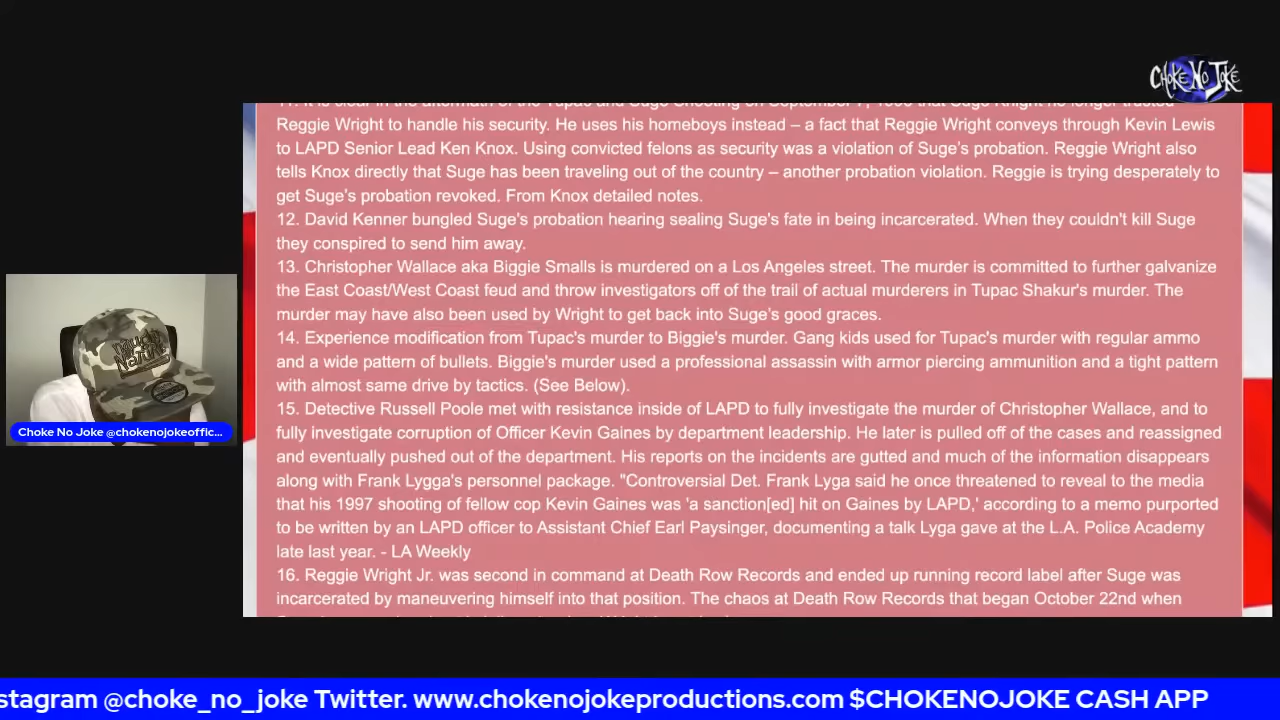 CHOKE NO JOKE
Reggie Wright to handle his security. He uses his homeboys instead – a fact that Reggie Wright conveys through Kevin Lewis
to LAPD Senior Lead Ken Knox. Using convicted felons as security was a violation of Suge's probation. Reggie Wright also
tells Knox directly that Suge has been traveling out of the country – another probation violation. Reggie is trying desperately to
get Suge's probation revoked. From Knox detailed notes.
12. David Kenner bungled Suge's probation hearing sealing Suge's fate in being incarcerated. When they couldn't kill Suge
they conspired to send him away.
13. Christopher Wallace aka Biggie Smalls is murdered on a Los Angeles street. The murder is committed to further galvanize
the East Coast/West Coast feud and throw investigators off of the trail of actual murderers in Tupac Shakur's murder. The
murder may have also been used by Wright to get back into Suge's good graces.
14. Experience modification from Tupac's murder to Biggie's murder. Gang kids used for Tupac's murder with regular ammo
and a wide pattern of bullets. Biggie's murder used a professional assassin with armor piercing ammunition and a tight pattern
with almost same drive by tactics. (See Below).
15. Detective Russell Poole met with resistance inside of LAPD to fully investigate the murder of Christopher Wallace, and to
fully investigate corruption of Officer Kevin Gaines by department leadership. He later is pulled off of the cases and reassigned
and eventually pushed out of the department. His reports on the incidents are gutted and much of the information disappears
along with Frank Lygga's personnel package. "Controversial Det. Frank Lyga said he once threatened to reveal to the media
that his 1997 shooting of fellow cop Kevin Gaines was 'a sanction[ed] hit on Gaines by LAPD,' according to a memo purported
to be written by an LAPD officer to Assistant Chief Earl Paysinger, documenting a talk Lyga gave at the L.A. Police Academy
late last year. - LA Weekly
16. Reggie Wright Jr. was second in command at Death Row Records and ended up running record label after Suge was
incarcerated by maneuvering himself into that position. The chaos at Death Row Records that began October 22nd when
Choke No Joke @chokenojokeoffic...
stagram @choke_no_joke Twitter. www.chokenojokeproductions.com $CHOKENOJOKE CASH APP